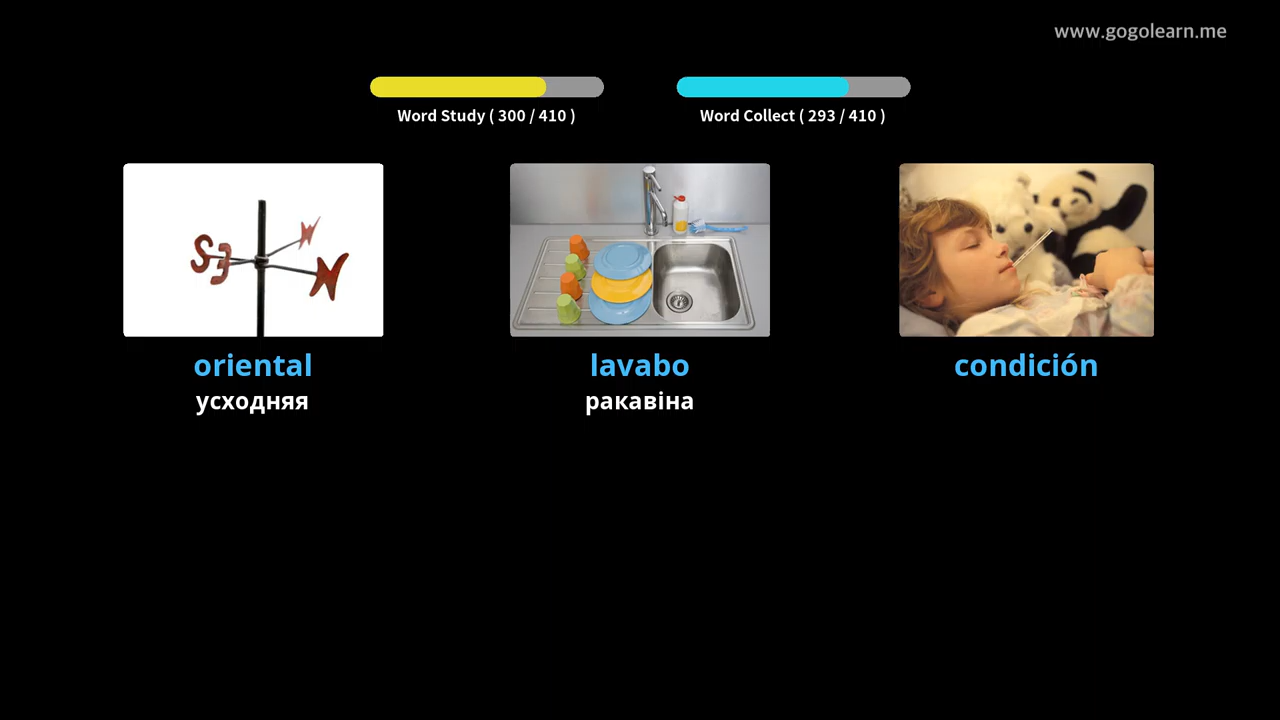 www.gogolearn.me
Word Study ( 300 / 410 )
Word Collect ( 293 / 410 )
S E N W
oriental
lavabo
condición
усходняя
ракавіна